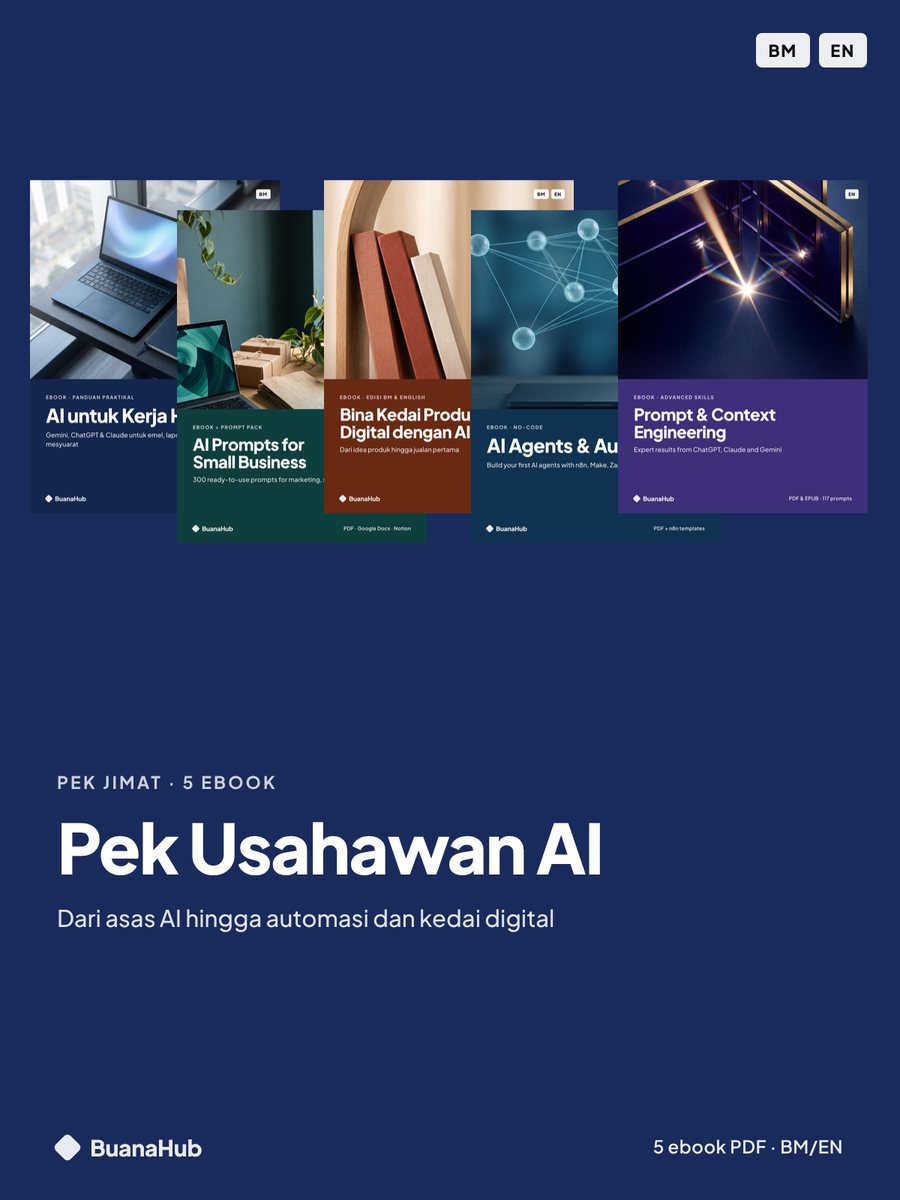 BM EN
BM
EBOOK · PANDUAN PRAKTIKAL
AI untuk Kerja
Gemini, ChatGPT & Claude untuk emel,
mesyuarat
BuanaHub
EBOOK + PROMPT PACK
AI Prompts for
Small Business
300 ready-to-use prompts for marketing,
BuanaHub
PDF · Google Docs · Notion
BM EN
EBOOK · EDISI BM & ENGLISH
Bina Kedai Produ
Digital dengan AI
Dari idea produk hingga jualan pertama
BuanaHub
EBOOK · NO-CODE
AI Agents & Au
Build your first AI agents with n8n, Make, Za
BuanaHub
PDF + n8n templates
EN
EBOOK · ADVANCED SKILLS
Prompt & Context
Engineering
Expert results from ChatGPT, Claude and Gemini
BuanaHub
PDF & EPUB · 117 prompts
PEK JIMAT · 5 EBOOK
Pek Usahawan AI
Dari asas AI hingga automasi dan kedai digital
BuanaHub
5 ebook PDF · BM/EN